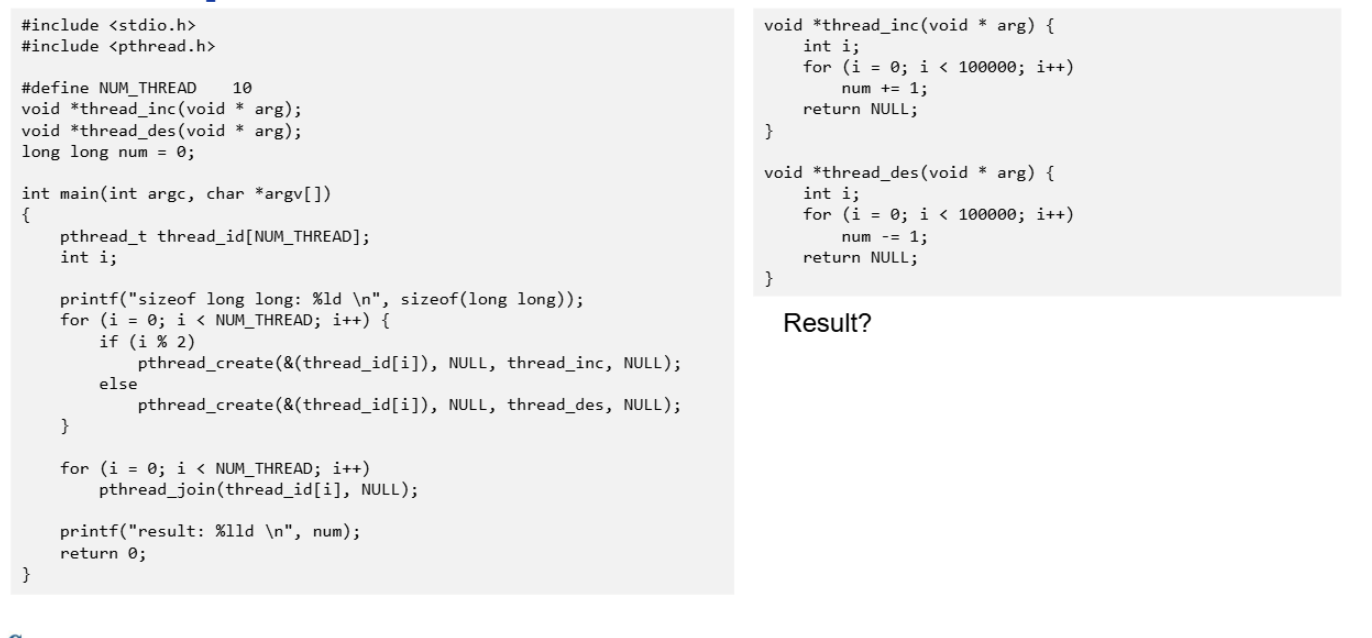 #include <stdio.h>
#include <pthread.h>

#define NUM_THREAD    10
void *thread_inc(void * arg);
void *thread_des(void * arg);
long long num = 0;

int main(int argc, char *argv[])
{
    pthread_t thread_id[NUM_THREAD];
    int i;

    printf("sizeof long long: %ld \n", sizeof(long long));
    for (i = 0; i < NUM_THREAD; i++) {
        if (i % 2)
            pthread_create(&(thread_id[i]), NULL, thread_inc, NULL);
        else
            pthread_create(&(thread_id[i]), NULL, thread_des, NULL);
    }

    for (i = 0; i < NUM_THREAD; i++)
        pthread_join(thread_id[i], NULL);

    printf("result: %lld \n", num);
    return 0;
}
void *thread_inc(void * arg) {
    int i;
    for (i = 0; i < 100000; i++)
        num += 1;
    return NULL;
}

void *thread_des(void * arg) {
    int i;
    for (i = 0; i < 100000; i++)
        num -= 1;
    return NULL;
}
Result?